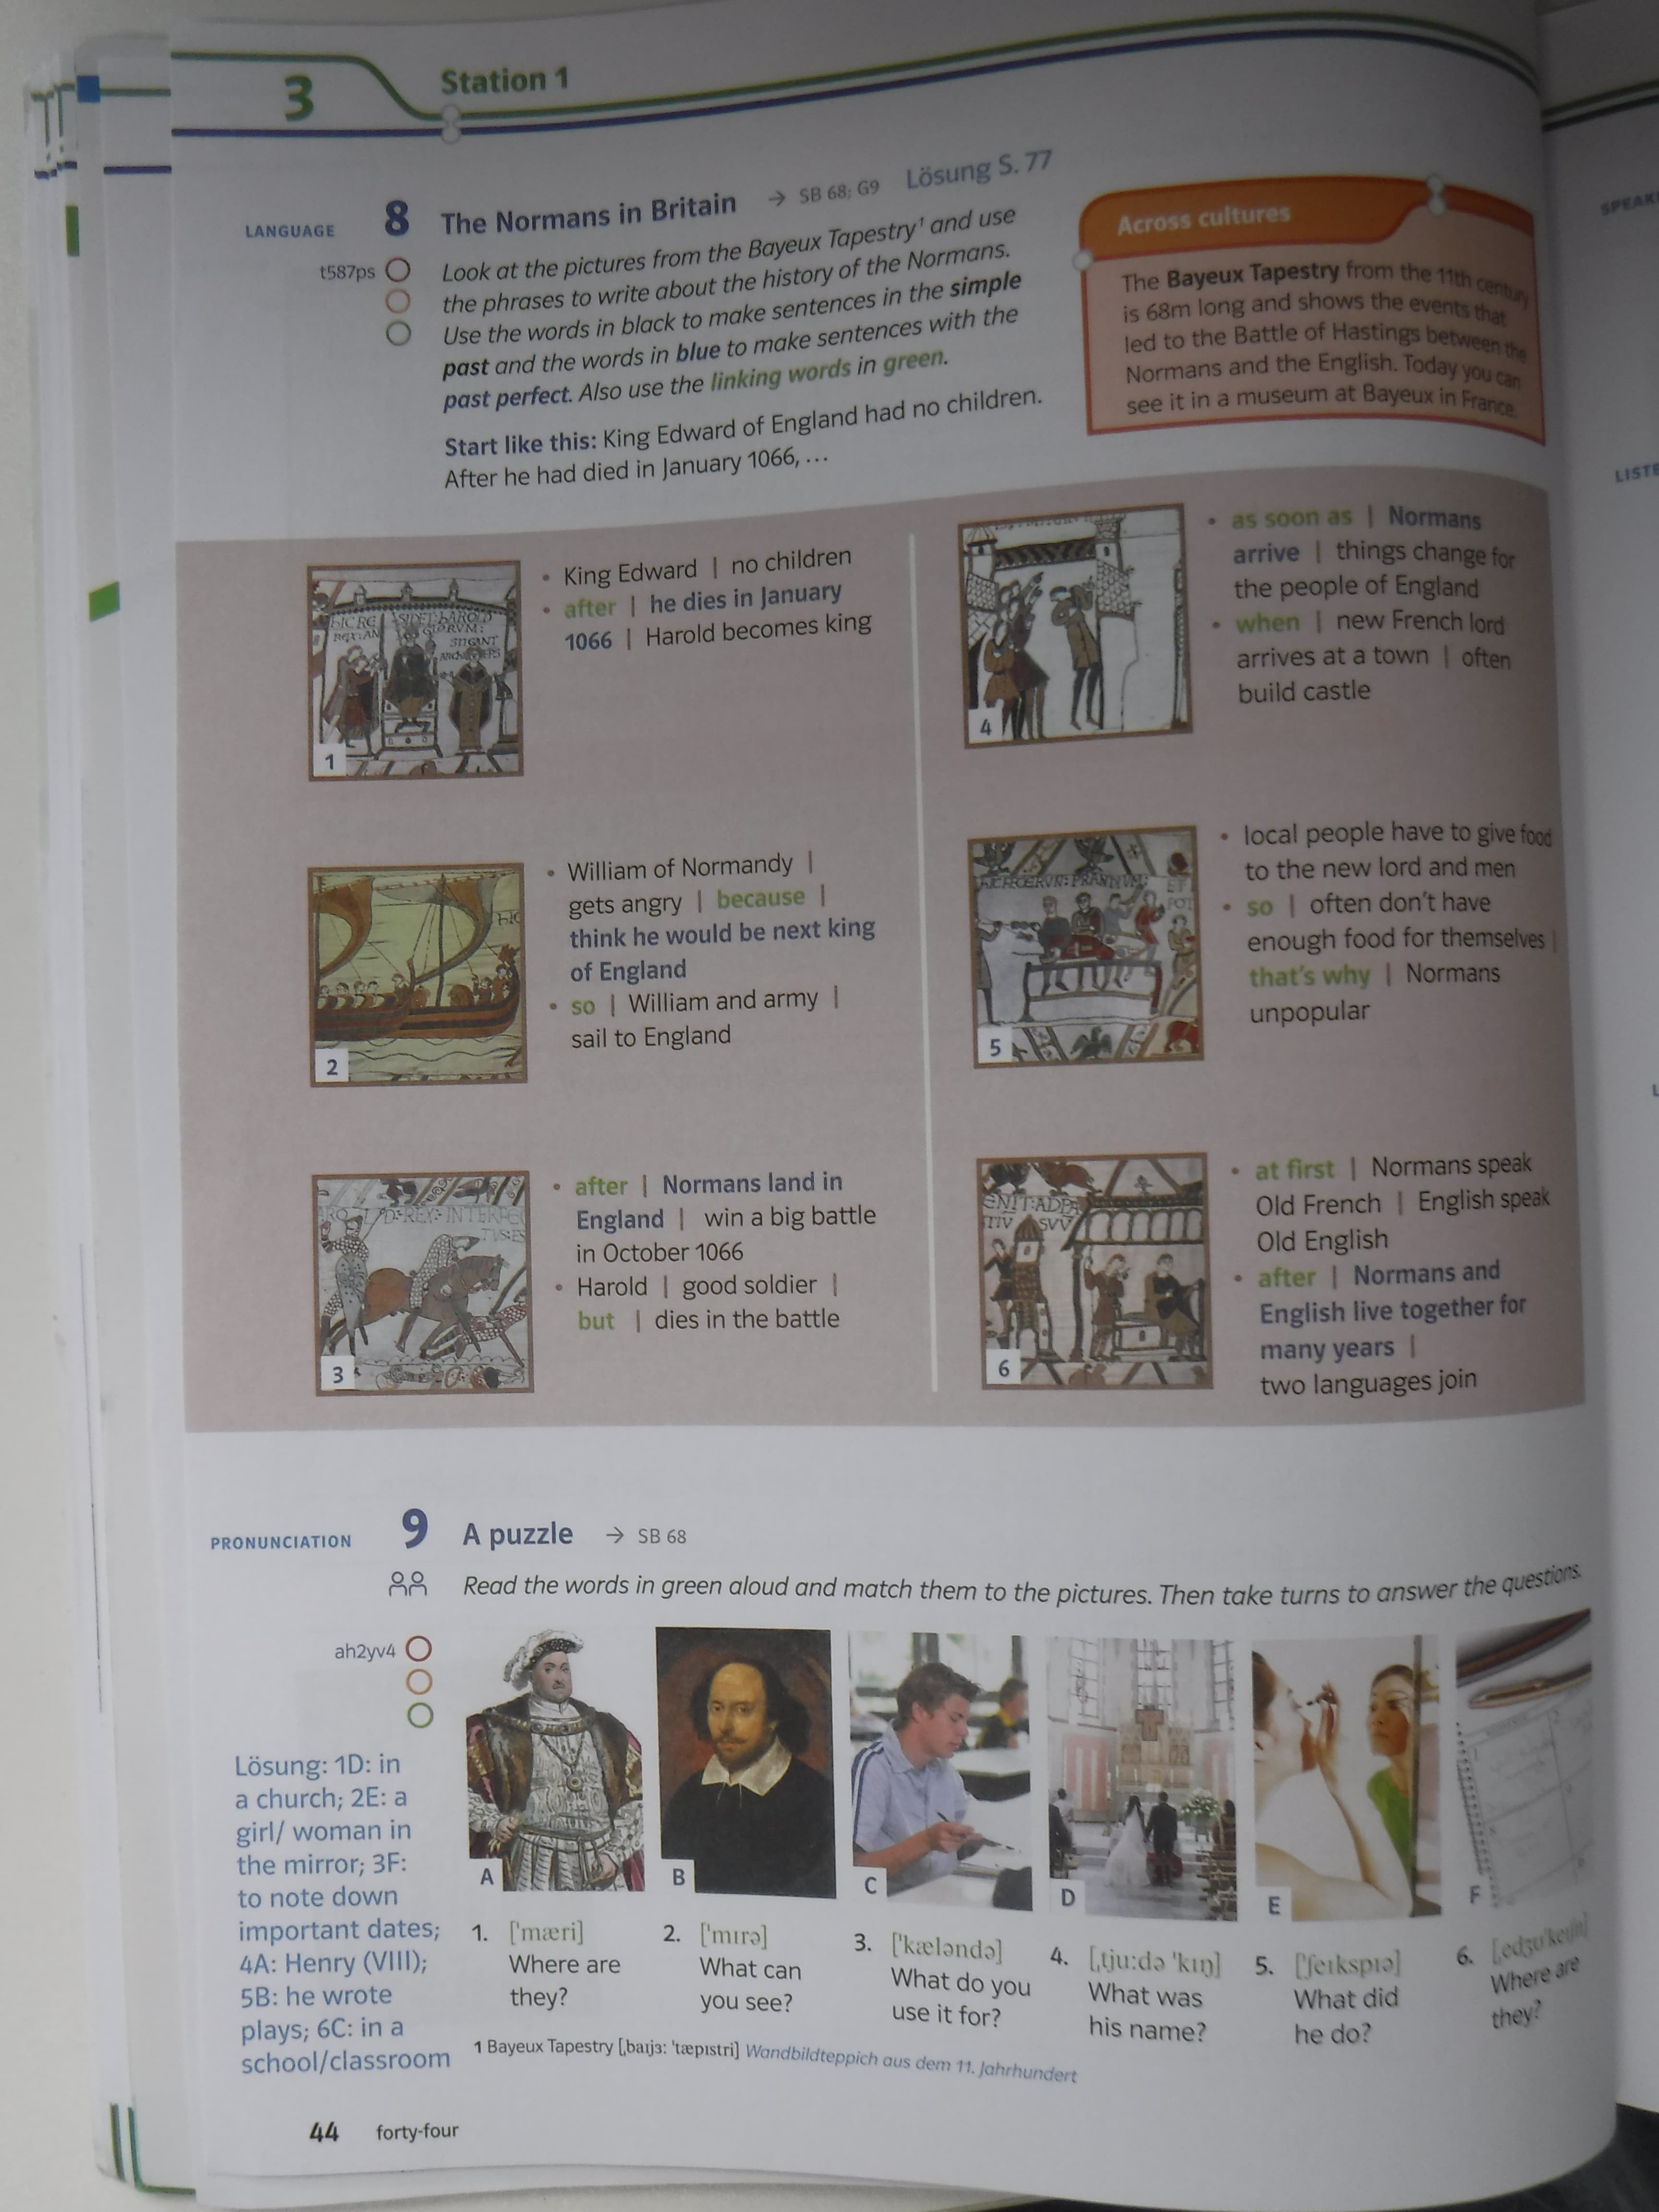 3
Station 1
LANGUAGE
8 The Normans in Britain → SB 68; G9 Lösung S. 77
t587ps
Look at the pictures from the Bayeux Tapestry¹ and use
the phrases to write about the history of the Normans.
Use the words in black to make sentences in the simple
past and the words in blue to make sentences with the
past perfect. Also use the linking words in green.
Start like this: King Edward of England had no children.
After he had died in January 1066, …
Across cultures
The Bayeux Tapestry from the 11th century
is 68m long and shows the events that
led to the Battle of Hastings between the
Normans and the English. Today you can
see it in a museum at Bayeux in France.
1
• King Edward | no children
• after | he dies in January
1066 | Harold becomes king
2
• William of Normandy |
gets angry | because |
think he would be next king
of England
• so | William and army |
sail to England
3
• after | Normans land in
England | win a big battle
in October 1066
• Harold | good soldier |
but | dies in the battle
4
• as soon as | Normans
arrive | things change for
the people of England
• when | new French lord
arrives at a town | often
build castle
5
• local people have to give food
to the new lord and men
• so | often don't have
enough food for themselves |
that's why | Normans
unpopular
6
• at first | Normans speak
Old French | English speak
Old English
• after | Normans and
English live together for
many years |
two languages join
PRONUNCIATION
9 A puzzle → SB 68
Read the words in green aloud and match them to the pictures. Then take turns to answer the questions.
ah2yv4
Lösung: 1D: in
a church; 2E: a
girl/ woman in
the mirror; 3F:
to note down
important dates;
4A: Henry (VIII);
5B: he wrote
plays; 6C: in a
school/classroom
A
B
C
D
E
F
1. [ˈmæri]
Where are
they?
2. [ˈmɪrə]
What can
you see?
3. [ˈkæləndə]
What do you
use it for?
4. [ˌtjuːdə ˈkɪŋ]
What was
his name?
5. [ˈʃeɪkspɪə]
What did
he do?
6.
Where are
they?
1 Bayeux Tapestry [ˌbaɪjɜː ˈtæpɪstri] Wandbildteppich aus dem 11. Jahrhundert
44 forty-four